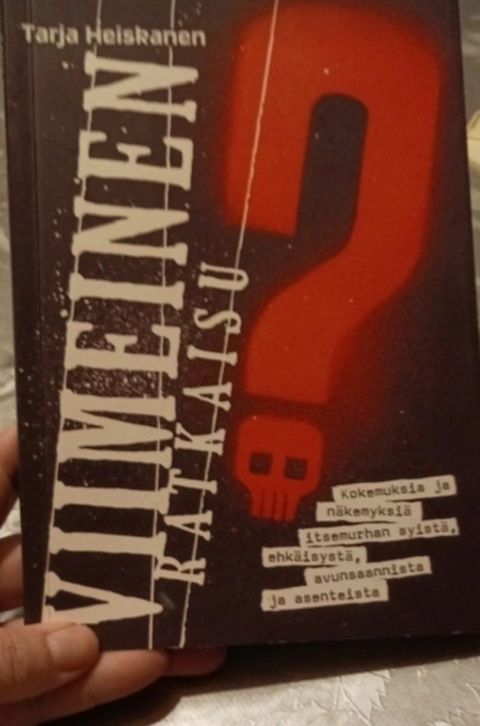 Tarja Heiskanen
VIIMEINEN
RATKAISU
Kokemuksia ja
näkemyksiä
itsemurhan syistä,
ehkäisystä,
avunsaannista
ja asenteista